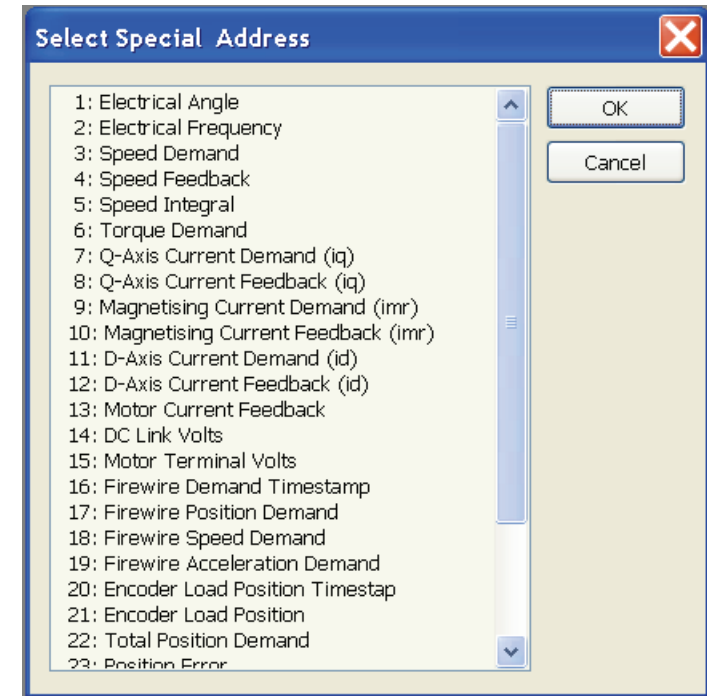 Select Special Address
1: Electrical Angle
2: Electrical Frequency
3: Speed Demand
4: Speed Feedback
5: Speed Integral
6: Torque Demand
7: Q-Axis Current Demand (iq)
8: Q-Axis Current Feedback (iq)
9: Magnetising Current Demand (imr)
10: Magnetising Current Feedback (imr)
11: D-Axis Current Demand (id)
12: D-Axis Current Feedback (id)
13: Motor Current Feedback
14: DC Link Volts
15: Motor Terminal Volts
16: Firewire Demand Timestamp
17: Firewire Position Demand
18: Firewire Speed Demand
19: Firewire Acceleration Demand
20: Encoder Load Position Timestap
21: Encoder Load Position
22: Total Position Demand
23: Position Error
OK
Cancel